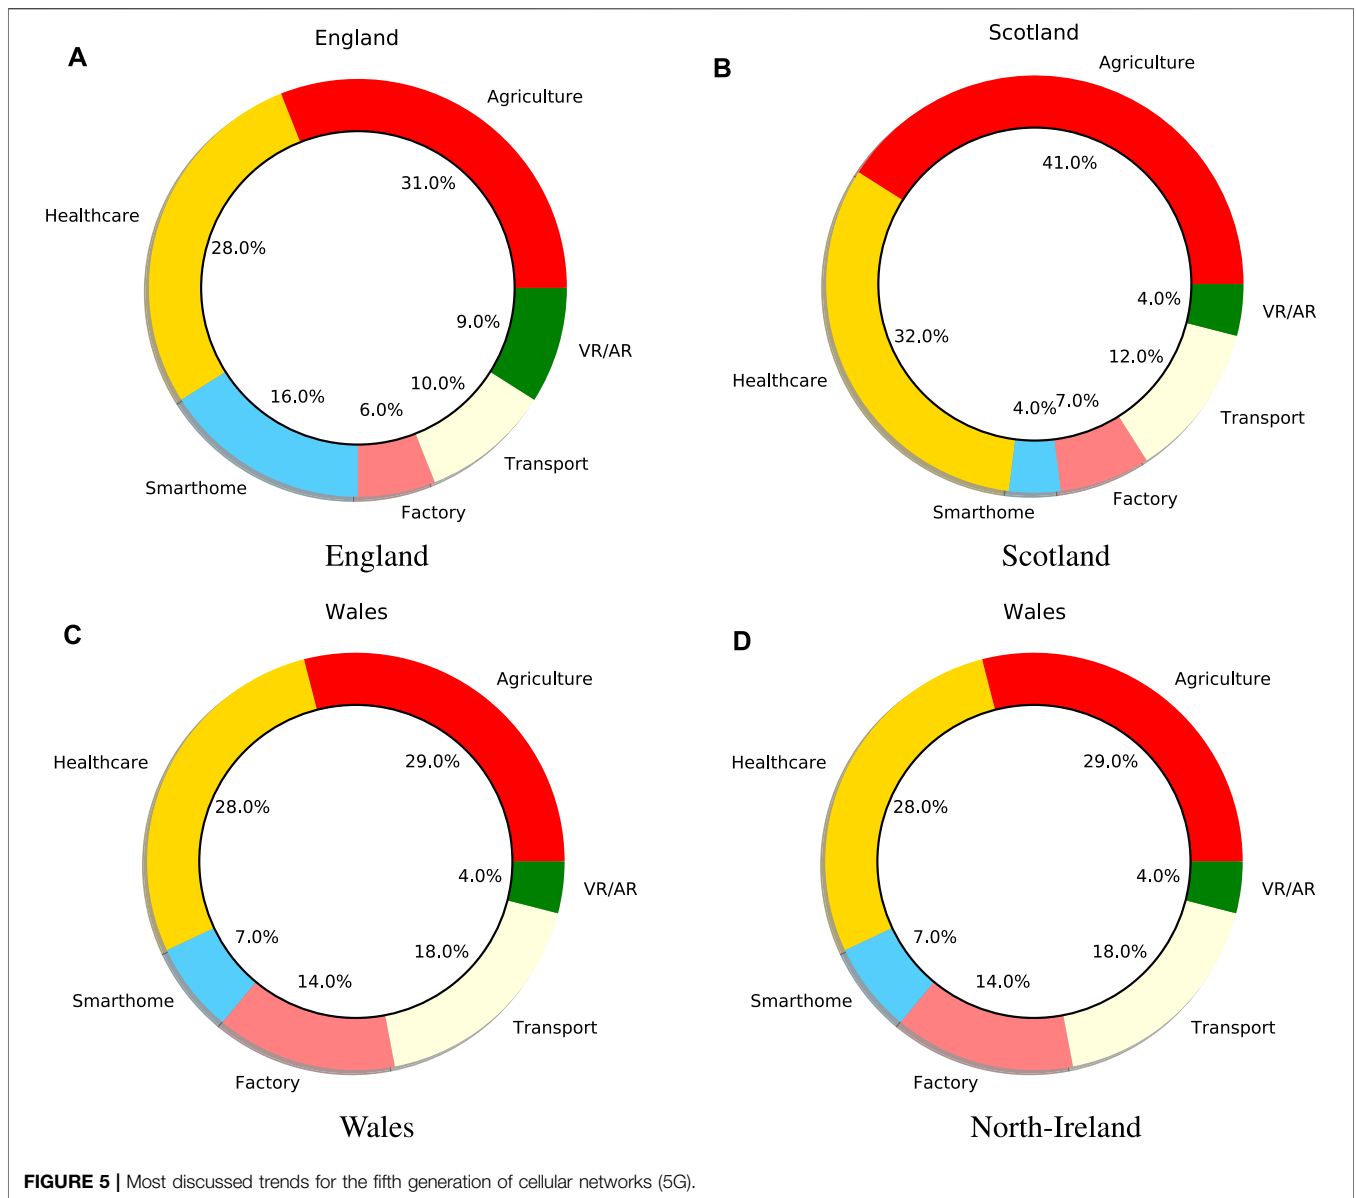 A
England
Agriculture
31.0%
Healthcare
28.0%
9.0%
VR/AR
10.0%
16.0%
6.0%
Transport
Smarthome
Factory
England
B
Scotland
Agriculture
41.0%
4.0%
VR/AR
32.0%
12.0%
Healthcare
4.0%
7.0%
Transport
Factory
Smarthome
Scotland
C
Wales
Agriculture
Healthcare
29.0%
28.0%
4.0%
VR/AR
7.0%
18.0%
14.0%
Smarthome
Transport
Factory
Wales
D
Wales
Agriculture
Healthcare
29.0%
28.0%
4.0%
VR/AR
7.0%
18.0%
14.0%
Smarthome
Transport
Factory
North-Ireland
FIGURE 5 | Most discussed trends for the fifth generation of cellular networks (5G).